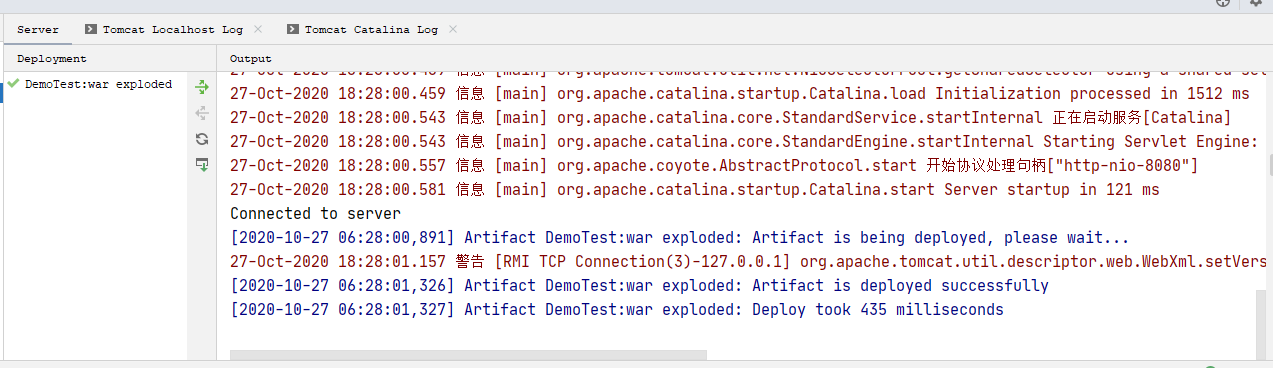 Server Tomcat Localhost Log Tomcat Catalina Log
Deployment Output
DemoTest:war exploded
27-Oct-2020 18:28:00.459 信息 [main] org.apache.catalina.startup.Catalina.load Initialization processed in 1512 ms
27-Oct-2020 18:28:00.543 信息 [main] org.apache.catalina.core.StandardService.startInternal 正在启动服务[Catalina]
27-Oct-2020 18:28:00.543 信息 [main] org.apache.catalina.core.StandardEngine.startInternal Starting Servlet Engine:
27-Oct-2020 18:28:00.557 信息 [main] org.apache.coyote.AbstractProtocol.start 开始协议处理句柄["http-nio-8080"]
27-Oct-2020 18:28:00.581 信息 [main] org.apache.catalina.startup.Catalina.start Server startup in 121 ms
Connected to server
[2020-10-27 06:28:00,891] Artifact DemoTest:war exploded: Artifact is being deployed, please wait...
27-Oct-2020 18:28:01.157 警告 [RMI TCP Connection(3)-127.0.0.1] org.apache.tomcat.util.descriptor.web.WebXml.setVers
[2020-10-27 06:28:01,326] Artifact DemoTest:war exploded: Artifact is deployed successfully
[2020-10-27 06:28:01,327] Artifact DemoTest:war exploded: Deploy took 435 milliseconds